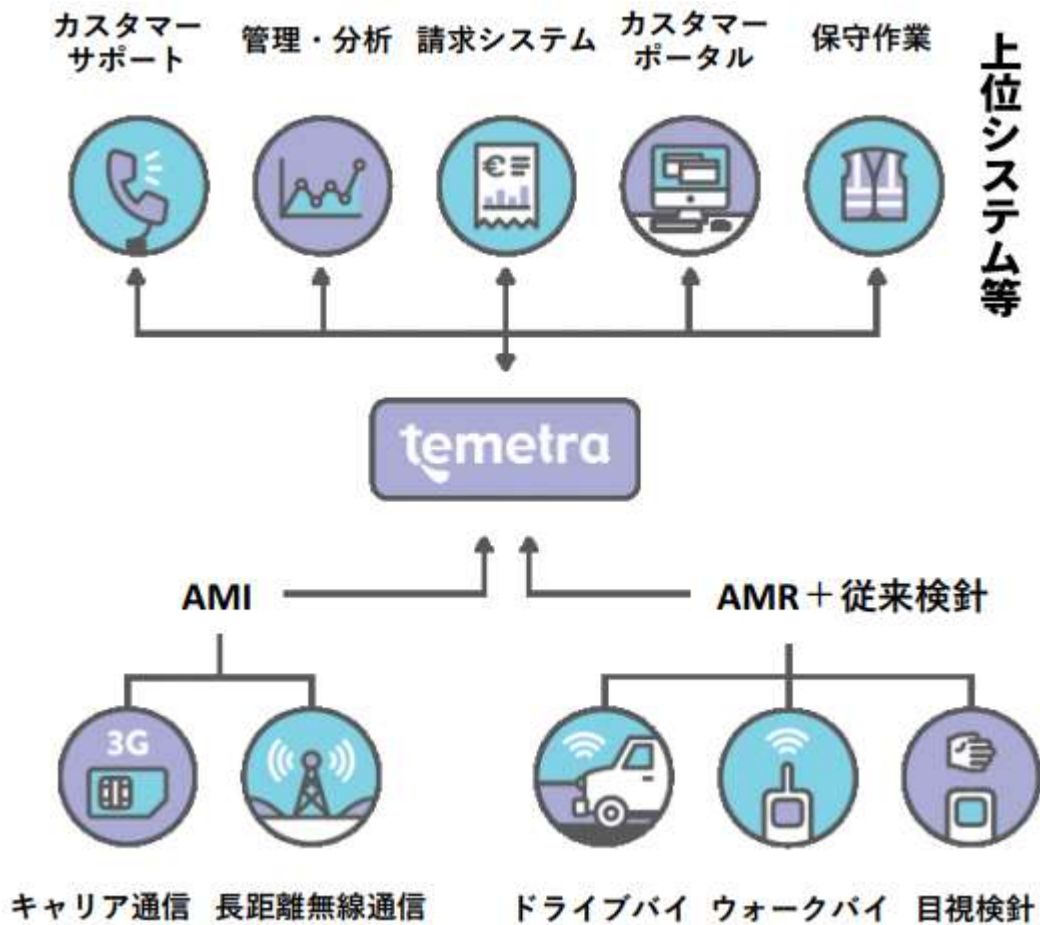 カスタマー
サポート
管理・分析
請求システム
カスタマー
ポータル
保守作業
上位システム等
€
temetra
AMI
AMR＋従来検針
3G
キャリア通信
長距離無線通信
ドライブバイ
ウォークバイ
目視検針